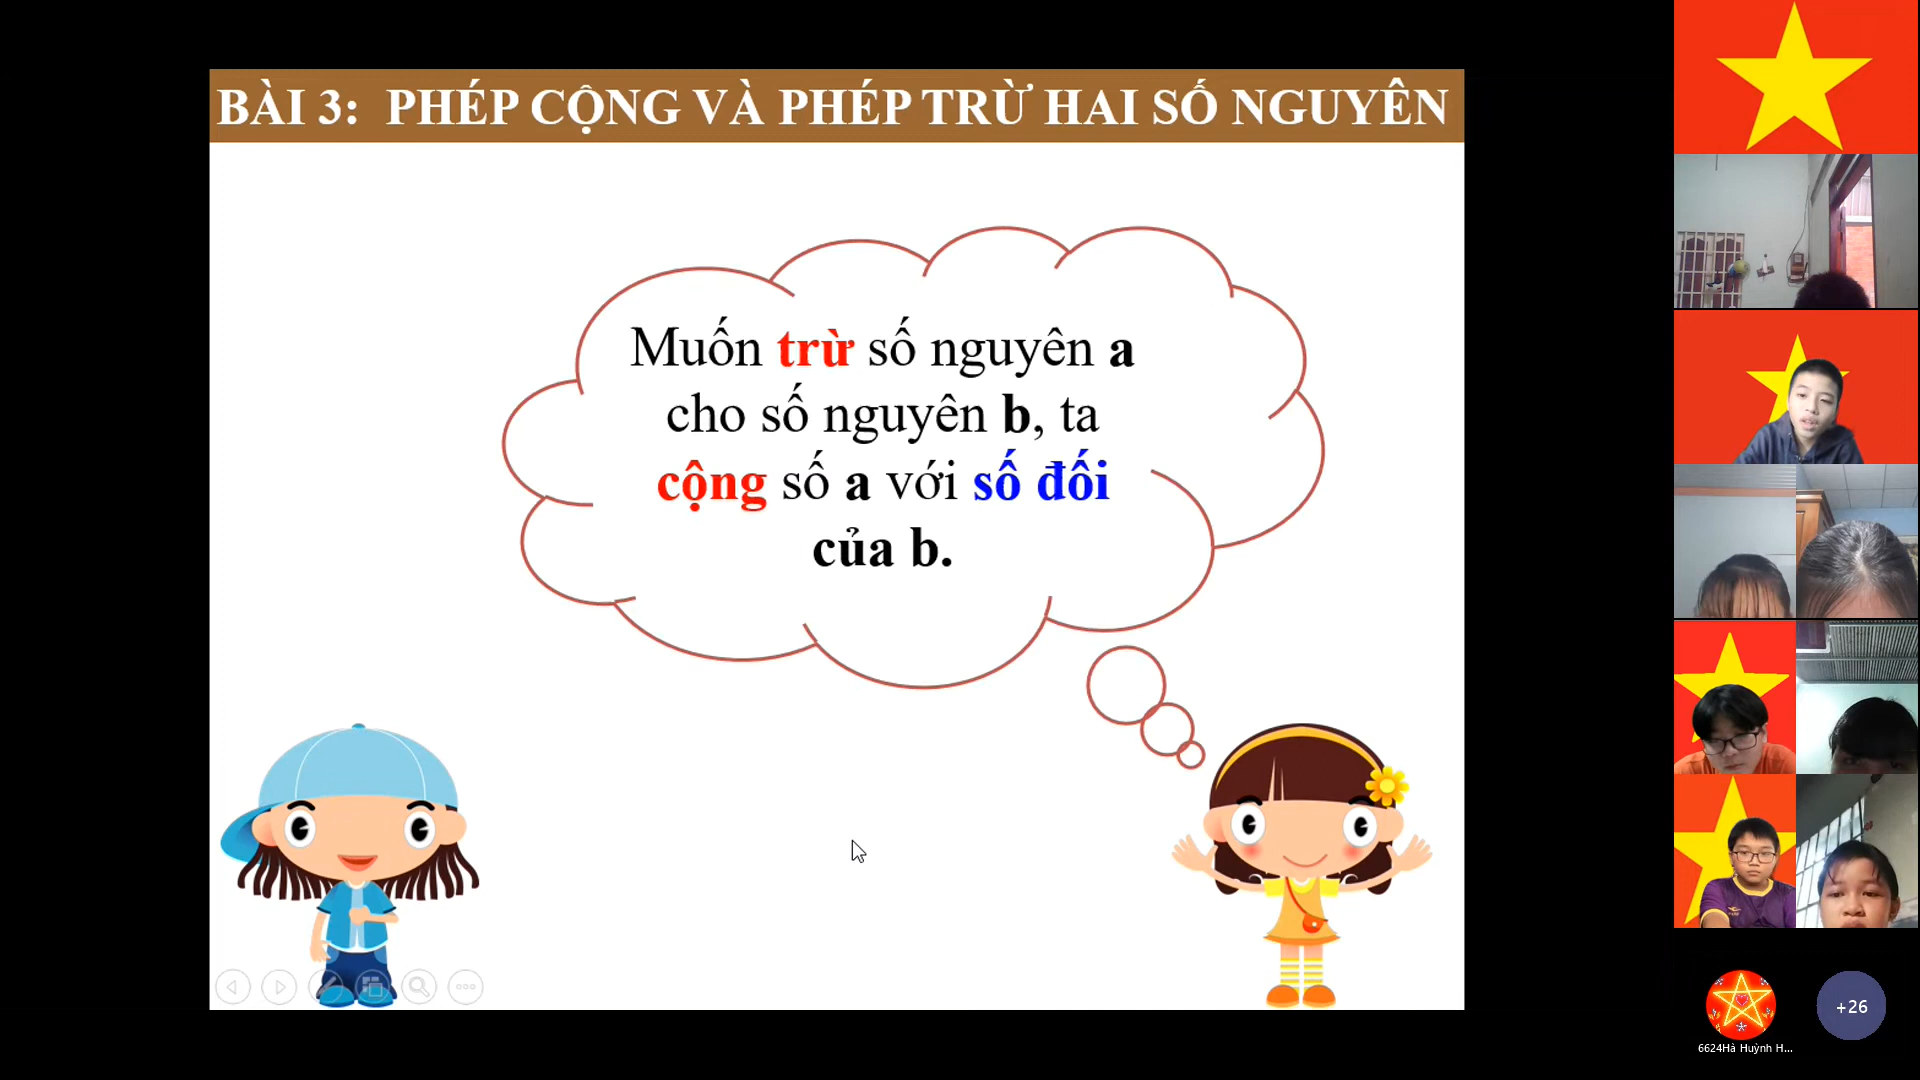 BÀI 3: PHÉP CỘNG VÀ PHÉP TRỪ HAI SỐ NGUYÊN
Muốn trừ số nguyên a
cho số nguyên b, ta
cộng số a với số đối
của b.
+26
6624Hà Huỳnh H...